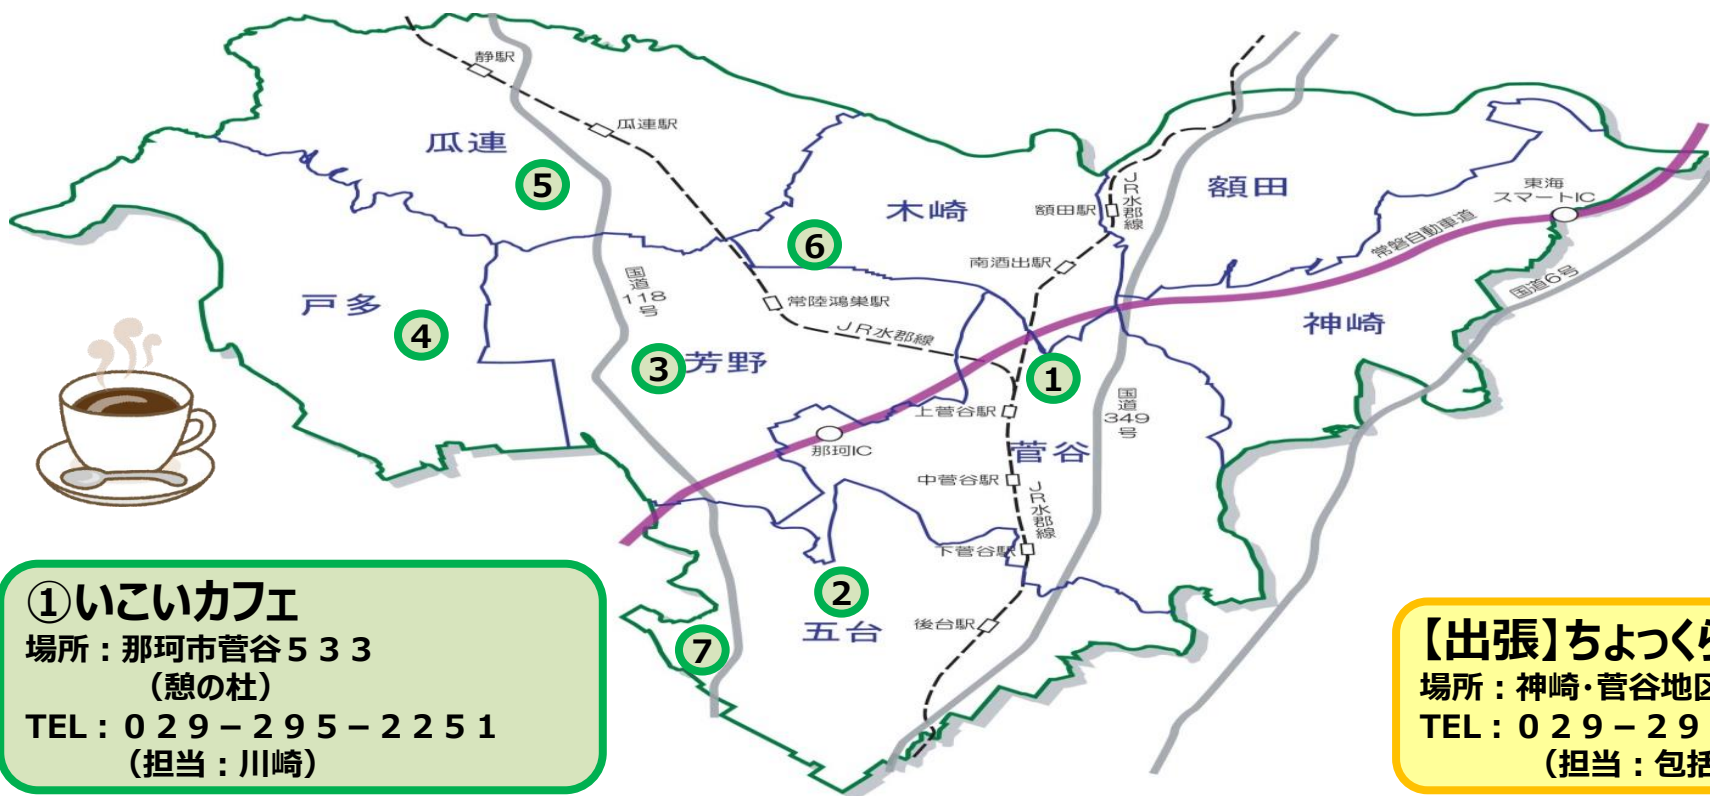 静駅
瓜連駅
瓜連
⑤
木崎
額田駅
JR水郡線
額田
東海
スマートIC
常磐自動車道
国道6号
⑥
南酒出駅
戸多
④
国道
118
号
常陸鴻巣駅
JR水郡線
神崎
③
芳野
①
上菅谷駅
国道
349
号
那珂IC
菅谷
中菅谷駅
JR水郡線
下菅谷駅
②
五台
後台駅
⑦
①いこいカフェ
場所：那珂市菅谷５３３
（憩の杜）
TEL：０２９－２９５－２２５１
（担当：川崎）
【出張】ちょっくら
場所：神崎・菅谷地区
TEL：０２９－２９
（担当：包括